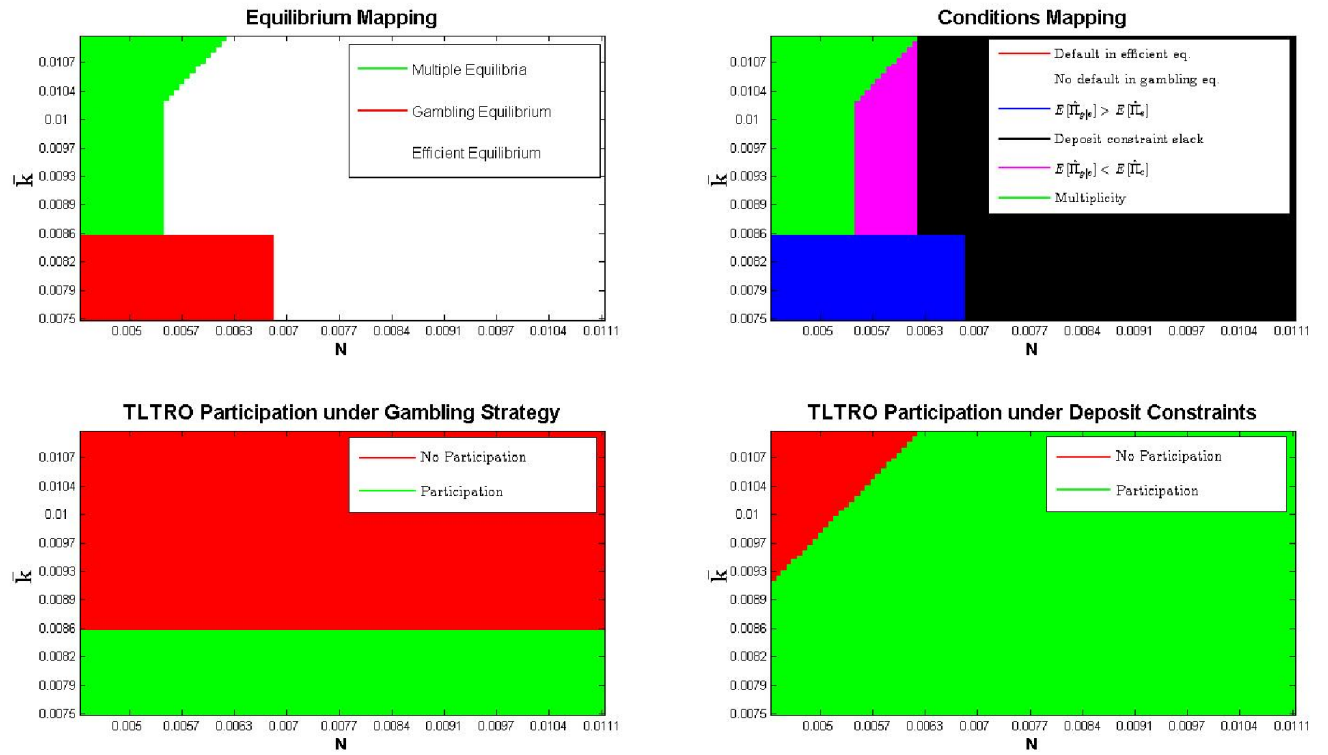 Equilibrium Mapping
k̄
0.0107
0.0104
0.01
0.0097
0.0093
0.0089
0.0086
0.0082
0.0079
0.0075
0.005 0.0057 0.0063 0.007 0.0077 0.0084 0.0091 0.0097 0.0104 0.0111
N
Multiple Equilibria
Gambling Equilibrium
Efficient Equilibrium
Conditions Mapping
k̄
0.0107
0.0104
0.01
0.0097
0.0093
0.0089
0.0086
0.0082
0.0079
0.0075
0.005 0.0057 0.0063 0.007 0.0077 0.0084 0.0091 0.0097 0.0104 0.0111
N
Default in efficient eq.
No default in gambling eq.
E[Π̂g|e] > E[Π̂e]
Deposit constraint slack
E[Π̂g|e] < E[Π̂e]
Multiplicity
TLTRO Participation under Gambling Strategy
k̄
0.0107
0.0104
0.01
0.0097
0.0093
0.0089
0.0086
0.0082
0.0079
0.0075
0.005 0.0057 0.0063 0.007 0.0077 0.0084 0.0091 0.0097 0.0104 0.0111
N
No Participation
Participation
TLTRO Participation under Deposit Constraints
k̄
0.0107
0.0104
0.01
0.0097
0.0093
0.0089
0.0086
0.0082
0.0079
0.0075
0.005 0.0057 0.0063 0.007 0.0077 0.0084 0.0091 0.0097 0.0104 0.0111
N
No Participation
Participation